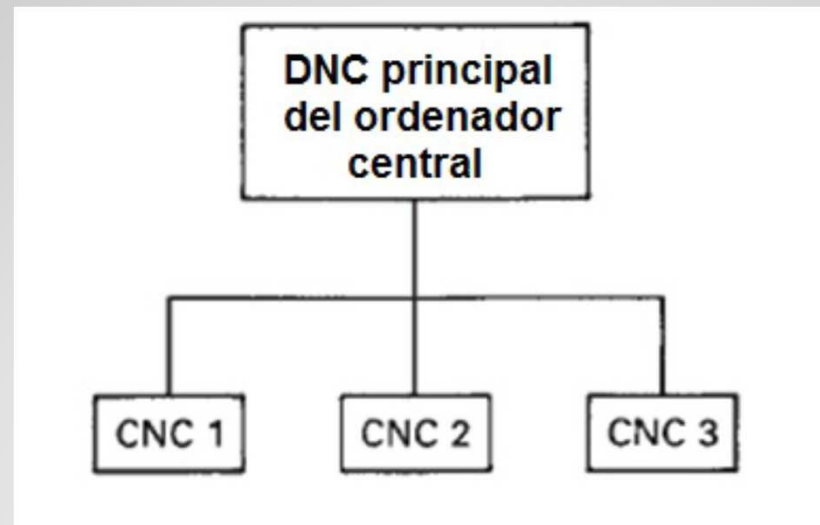 DNC principal
del ordenador
central
CNC 1
CNC 2
CNC 3